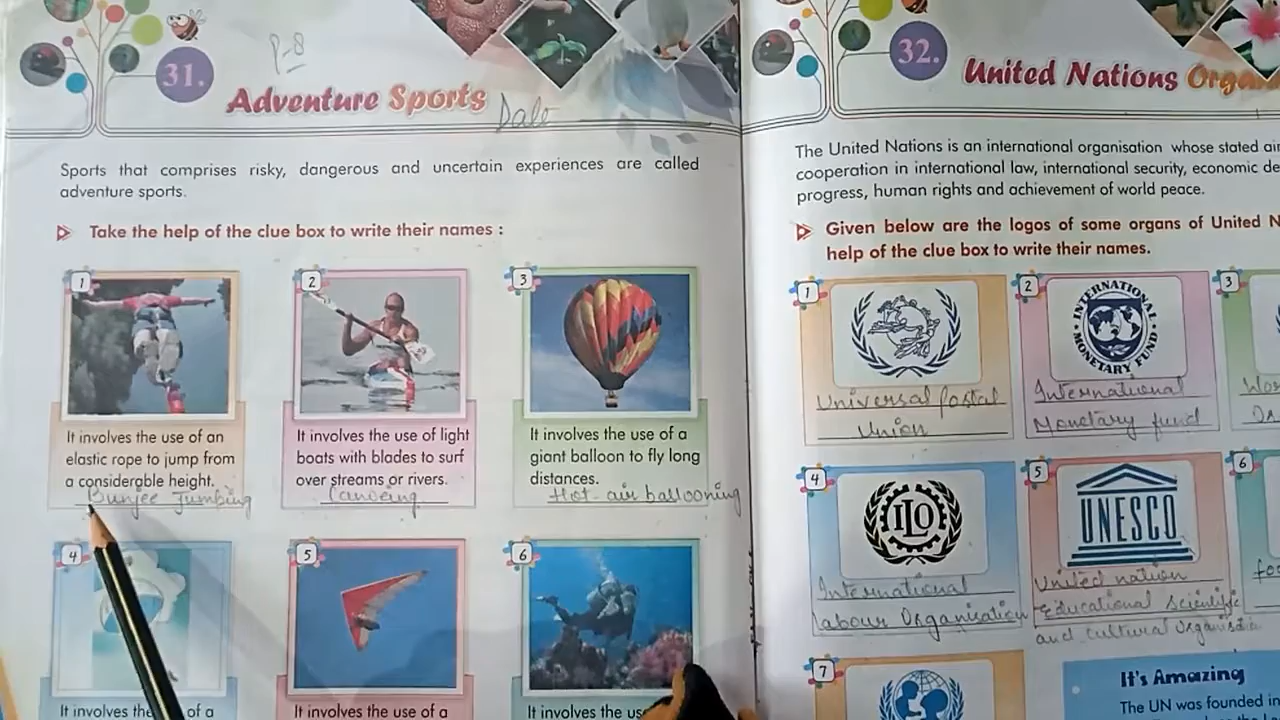 31.
P-8
Adventure Sports
Date
Sports that comprises risky, dangerous and uncertain experiences are called
adventure sports.
Take the help of the clue box to write their names :
1
2
3
It involves the use of an
elastic rope to jump from
a considergble height.
Bunjee Jumbing
It involves the use of light
boats with blades to surf
over streams or rivers.
Canoeing
It involves the use of a
giant balloon to fly long
distances.
Hot-air ballooning
4
5
6
It involves the of a
It involves the use of a
It involves the us
32.
United Nations Orga
The United Nations is an international organisation whose stated ai
cooperation in international law, international security, economic de
progress, human rights and achievement of world peace.
Given below are the logos of some organs of United N
help of the clue box to write their names.
1
2
INTERNATIONAL
MONETARY FUND
3
Universal Postal
Union
International
Monetary fund
4
ILO
5
UNESCO
6
International
Labour Organisation
United nation
Educational Scientific
and cultural Organisation
7
It's Amazing
The UN was founded in